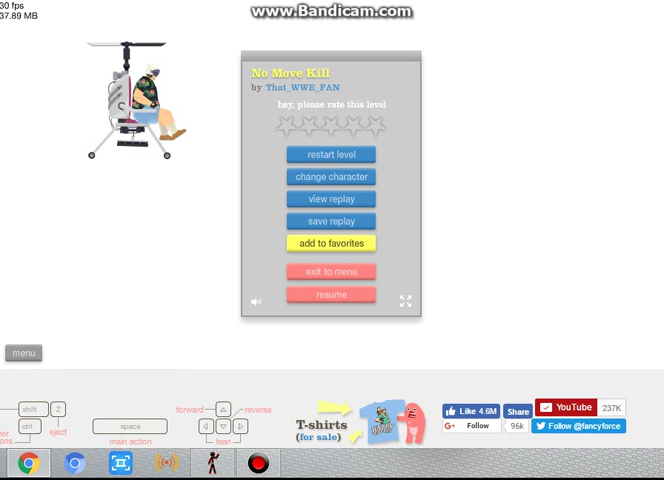 30 fps
37.89 MB
www.Bandicam.com
No Move Kill
by That_WWE_FAN
hey, please rate this level
restart level
change character
view replay
save replay
add to favorites
exit to menu
resume
menu
shift
Z
ctrl
eject
space
main action
forward
reverse
lean
T-shirts
(for sale)
Like 4.6M
Share
YouTube
237K
G+ Follow
96k
Follow @fancyforce